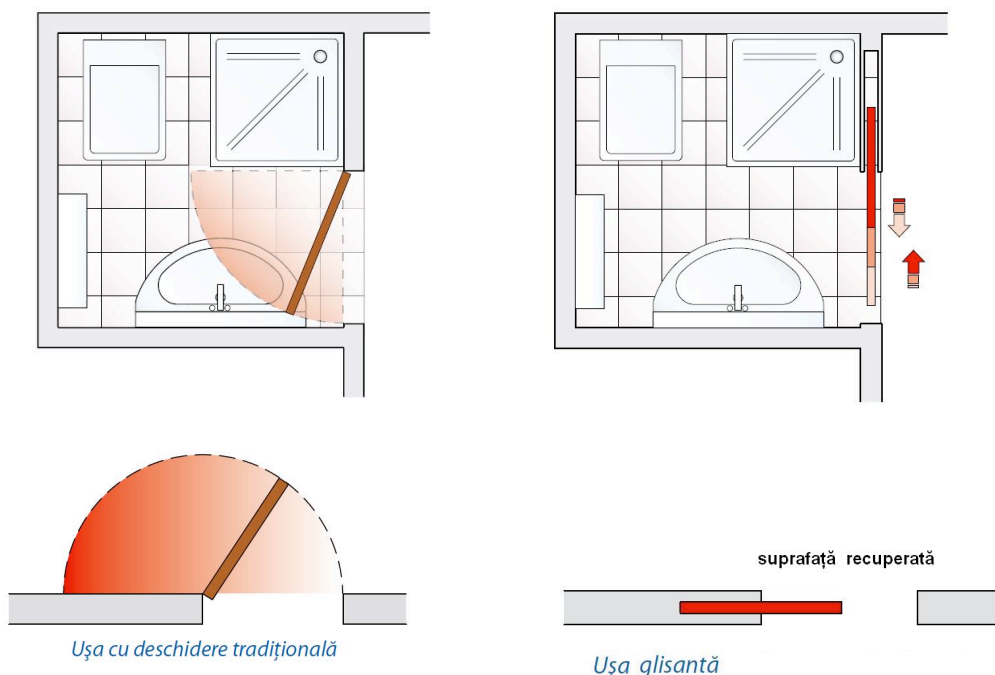 suprafață recuperată
Ușa cu deschidere tradițională
Ușa glisantă